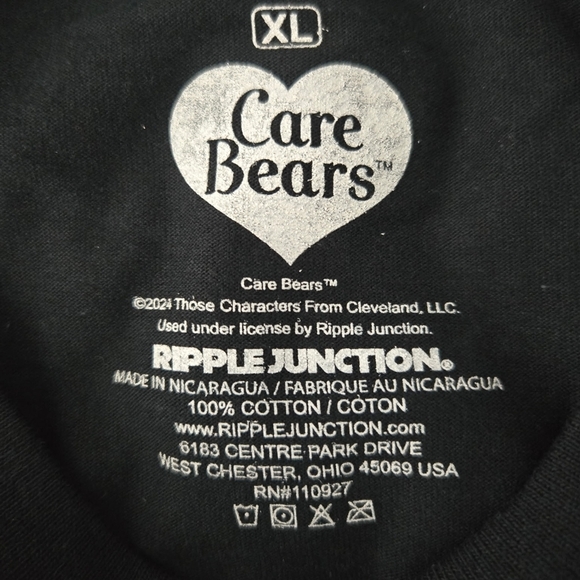 XL
Care
Bears™
Care Bears™
©2024 Those Characters From Cleveland, LLC.
Used under license by Ripple Junction.
RIPPLE JUNCTION®
MADE IN NICARAGUA / FABRIQUE AU NICARAGUA
100% COTTON / COTON
www.RIPPLEJUNCTION.com
6183 CENTRE PARK DRIVE
WEST CHESTER, OHIO 45069 USA
RN#110927